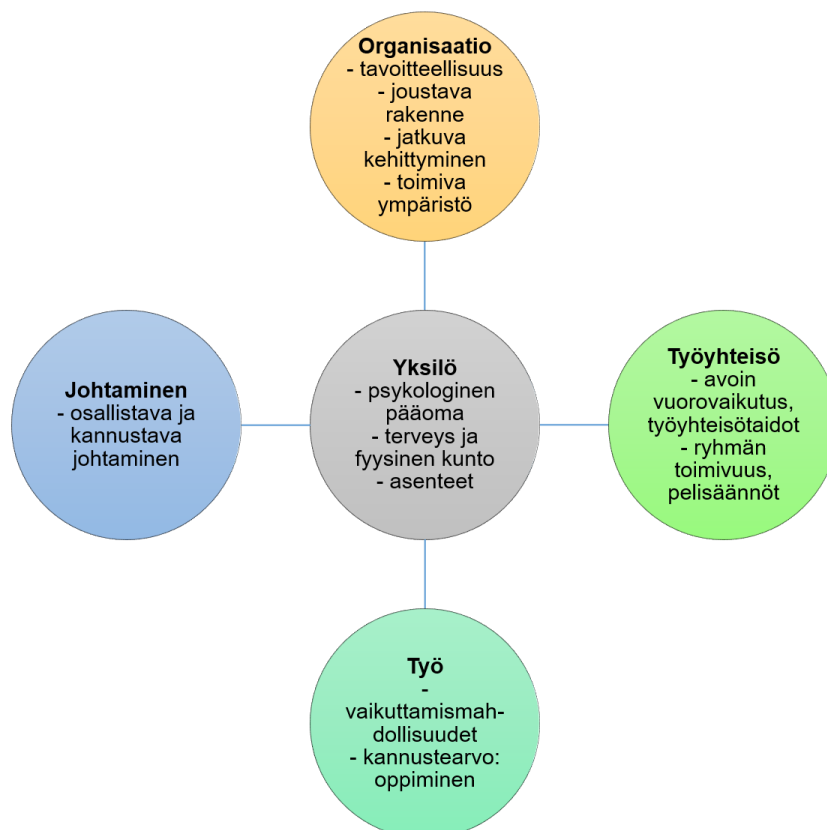 Organisaatio
- tavoitteellisuus
- joustava
rakenne
- jatkuva
kehittyminen
- toimiva
ympäristö
Johtaminen
- osallistava ja
kannustava
johtaminen
Yksilö
- psykologinen
pääoma
- terveys ja
fyysinen kunto
- asenteet
Työyhteisö
- avoin
vuorovaikutus,
työyhteisötaidot
- ryhmän
toimivuus,
pelisäännöt
Työ
-
vaikuttamismah-
dollisuudet
- kannustearvo:
oppiminen